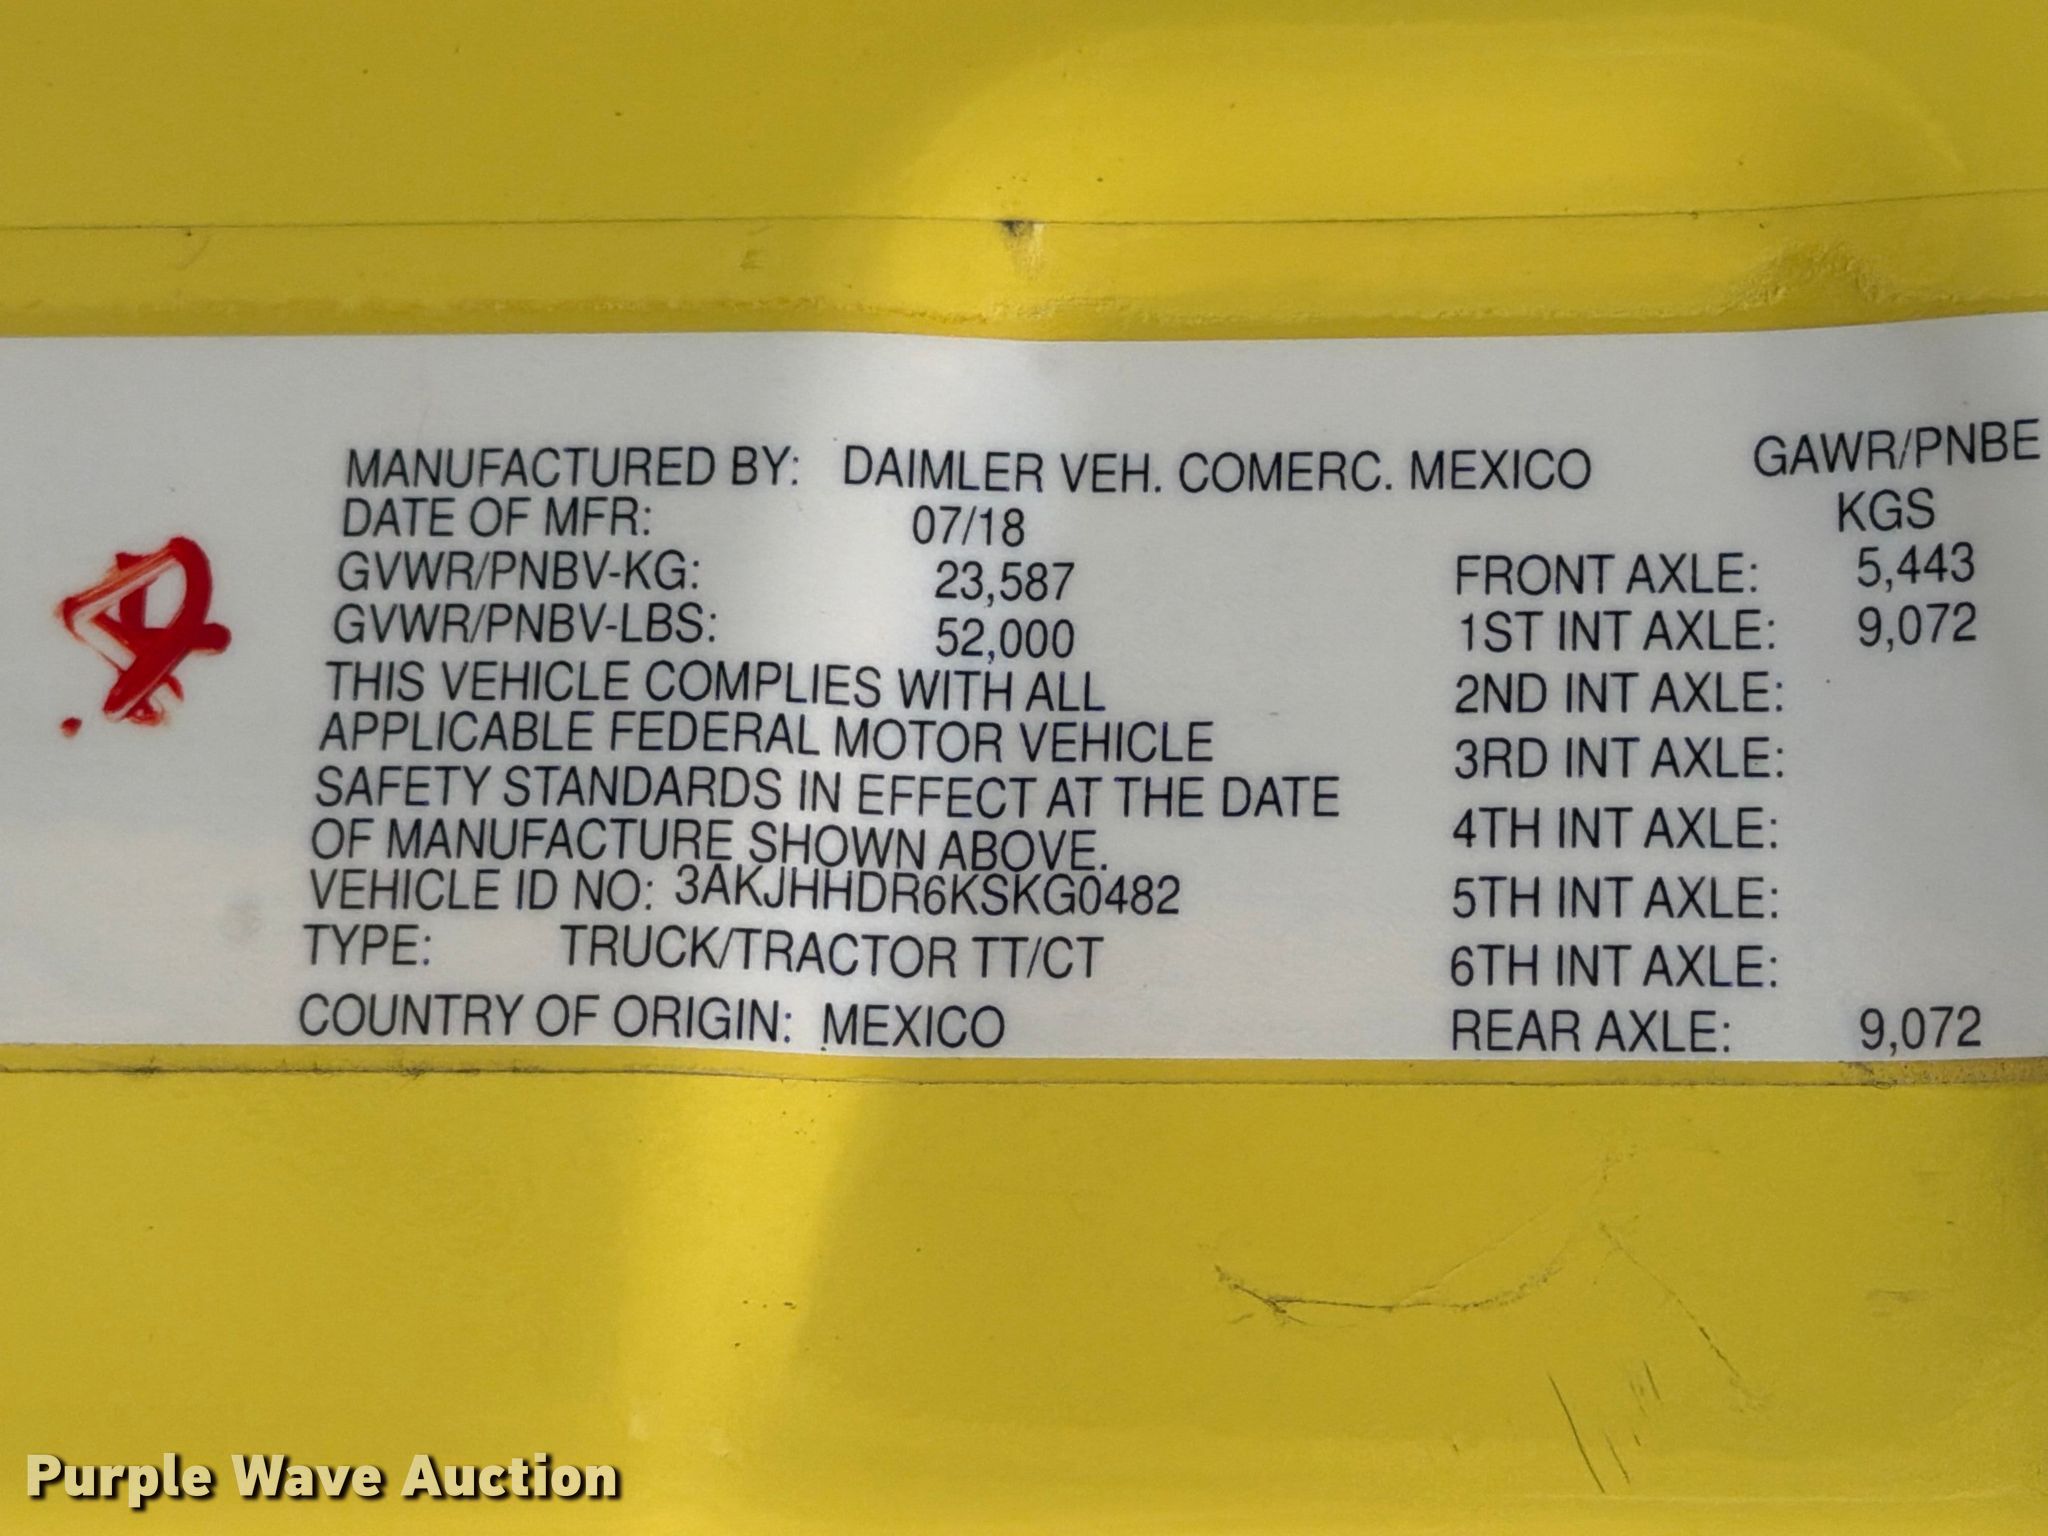 MANUFACTURED BY: DAIMLER VEH. COMERC. MEXICO GAWR/PNBE
DATE OF MFR: 07/18 KGS
GVWR/PNBV-KG: 23,587 FRONT AXLE: 5,443
GVWR/PNBV-LBS: 52,000 1ST INT AXLE: 9,072
THIS VEHICLE COMPLIES WITH ALL 2ND INT AXLE:
APPLICABLE FEDERAL MOTOR VEHICLE 3RD INT AXLE:
SAFETY STANDARDS IN EFFECT AT THE DATE
OF MANUFACTURE SHOWN ABOVE. 4TH INT AXLE:
VEHICLE ID NO: 3AKJHHDR6KSKG0482 5TH INT AXLE:
TYPE: TRUCK/TRACTOR TT/CT 6TH INT AXLE:
COUNTRY OF ORIGIN: MEXICO REAR AXLE: 9,072
Purple Wave Auction